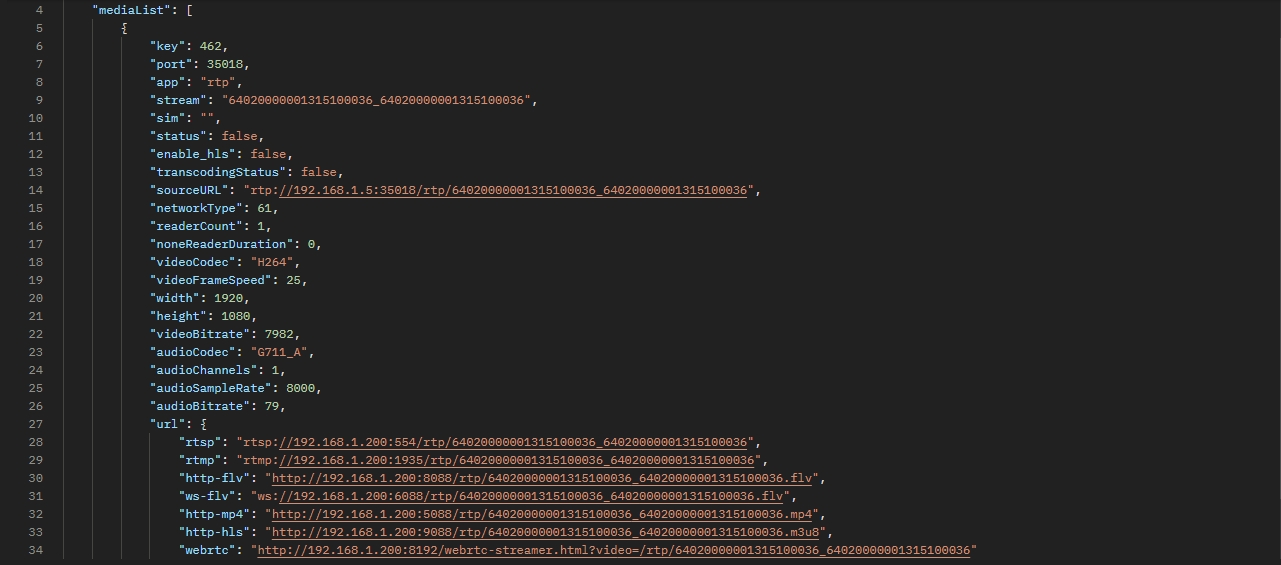 4 "mediaList": [
5 {
6 "key": 462,
7 "port": 35018,
8 "app": "rtp",
9 "stream": "64020000001315100036_64020000001315100036",
10 "sim": "",
11 "status": false,
12 "enable_hls": false,
13 "transcodingStatus": false,
14 "sourceURL": "rtp://192.168.1.5:35018/rtp/64020000001315100036_64020000001315100036",
15 "networkType": 61,
16 "readerCount": 1,
17 "noneReaderDuration": 0,
18 "videoCodec": "H264",
19 "videoFrameSpeed": 25,
20 "width": 1920,
21 "height": 1080,
22 "videoBitrate": 7982,
23 "audioCodec": "G711_A",
24 "audioChannels": 1,
25 "audioSampleRate": 8000,
26 "audioBitrate": 79,
27 "url": {
28 "rtsp": "rtsp://192.168.1.200:554/rtp/64020000001315100036_64020000001315100036",
29 "rtmp": "rtmp://192.168.1.200:1935/rtp/64020000001315100036_64020000001315100036",
30 "http-flv": "http://192.168.1.200:8088/rtp/64020000001315100036_64020000001315100036.flv",
31 "ws-flv": "ws://192.168.1.200:6088/rtp/64020000001315100036_64020000001315100036.flv",
32 "http-mp4": "http://192.168.1.200:5088/rtp/64020000001315100036_64020000001315100036.mp4",
33 "http-hls": "http://192.168.1.200:9088/rtp/64020000001315100036_64020000001315100036.m3u8",
34 "webrtc": "http://192.168.1.200:8192/webrtc-streamer.html?video=/rtp/64020000001315100036_64020000001315100036"